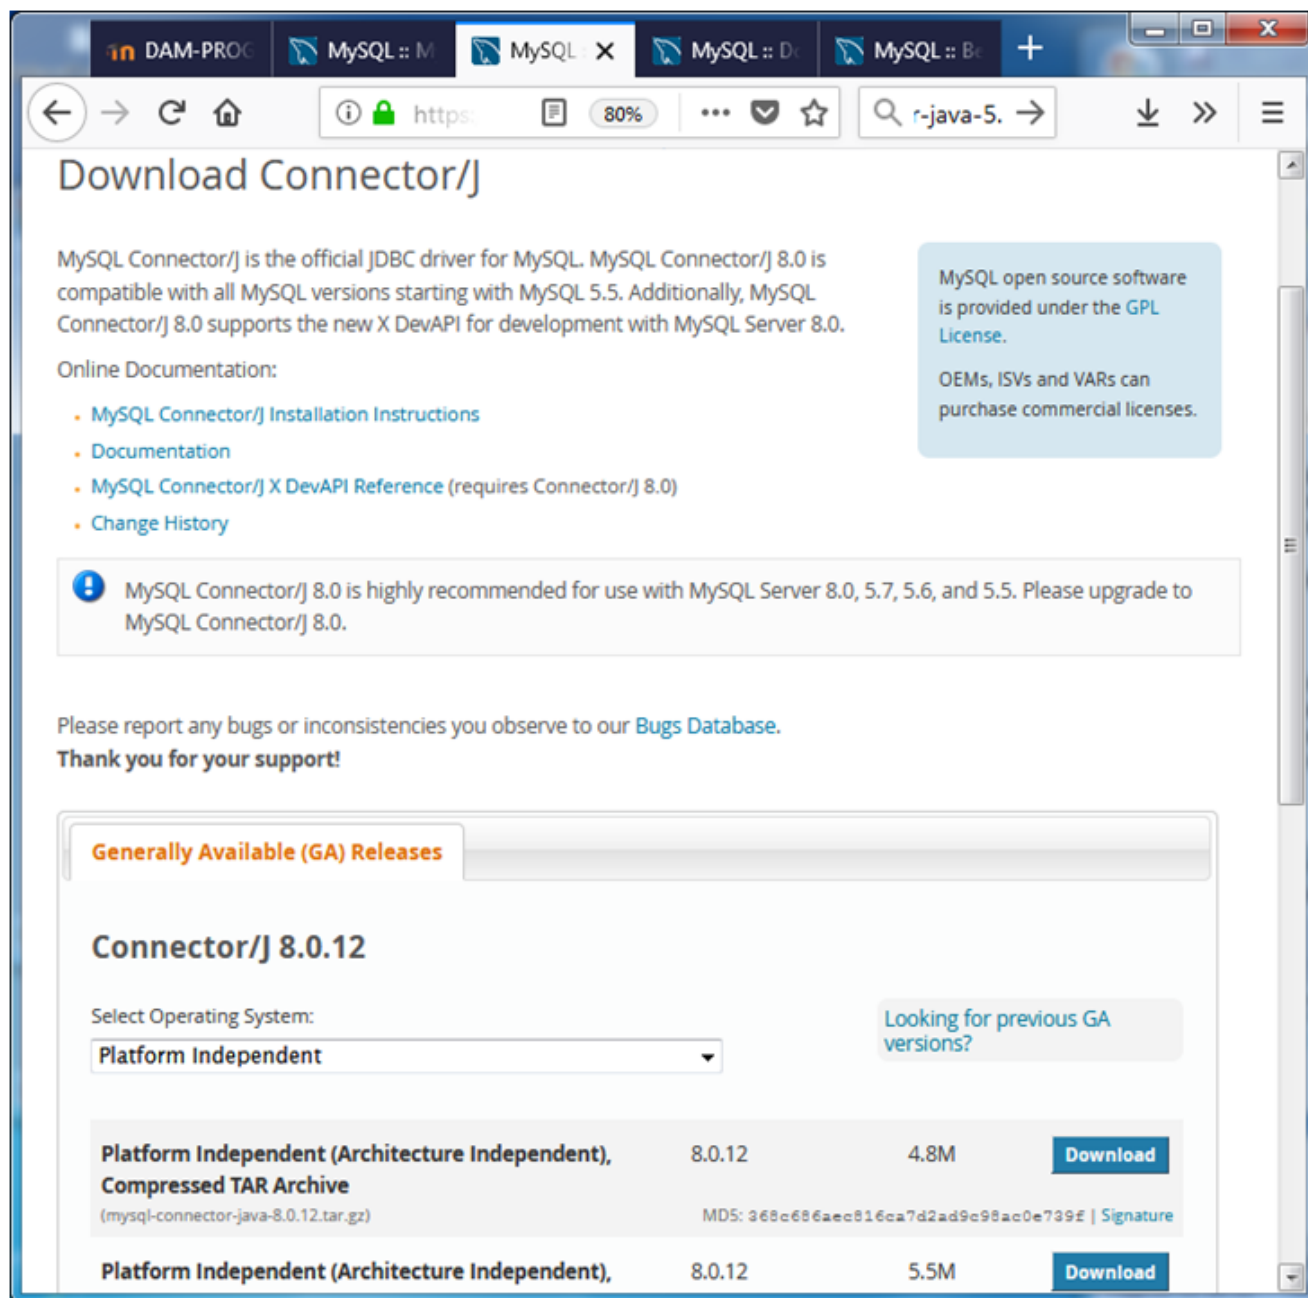 DAM-PROG
MySQL :: M
MySQL :
MySQL :: Do
MySQL :: Be
https:
80%
r-java-5.
Download Connector/J
MySQL Connector/J is the official JDBC driver for MySQL. MySQL Connector/J 8.0 is
compatible with all MySQL versions starting with MySQL 5.5. Additionally, MySQL
Connector/J 8.0 supports the new X DevAPI for development with MySQL Server 8.0.
MySQL open source software
is provided under the GPL
License.
OEMs, ISVs and VARs can
purchase commercial licenses.
Online Documentation:
MySQL Connector/J Installation Instructions
Documentation
MySQL Connector/J X DevAPI Reference (requires Connector/J 8.0)
Change History
MySQL Connector/J 8.0 is highly recommended for use with MySQL Server 8.0, 5.7, 5.6, and 5.5. Please upgrade to
MySQL Connector/J 8.0.
Please report any bugs or inconsistencies you observe to our Bugs Database.
Thank you for your support!
Generally Available (GA) Releases
Connector/J 8.0.12
Select Operating System:
Platform Independent
Looking for previous GA
versions?
Platform Independent (Architecture Independent), 8.0.12 4.8M Download
Compressed TAR Archive
(mysql-connector-java-8.0.12.tar.gz) MD5: 368c686aec816ca7d2ad9c98ac0e739f | Signature
Platform Independent (Architecture Independent), 8.0.12 5.5M Download